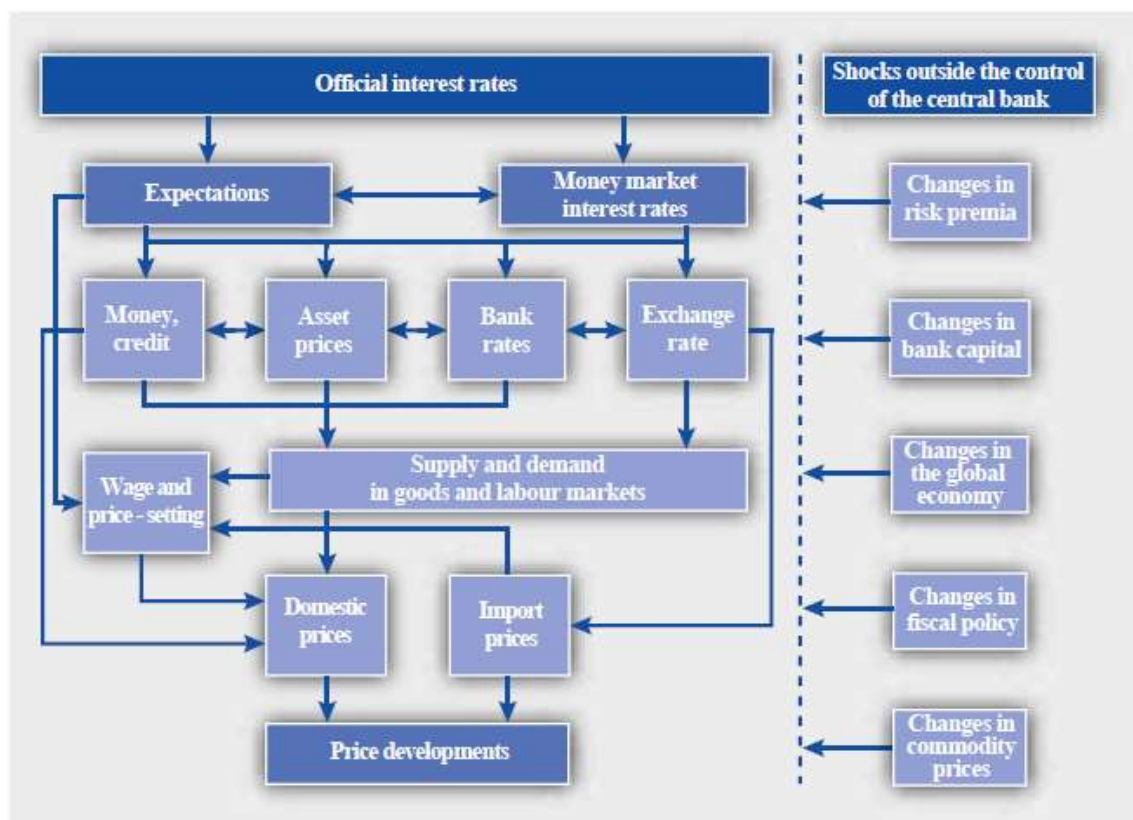 Official interest rates
Shocks outside the control
of the central bank
Expectations
Money market
interest rates
Changes in
risk premia
Money,
credit
Asset
prices
Bank
rates
Exchange
rate
Changes in
bank capital
Supply and demand
in goods and labour markets
Changes in
the global
economy
Wage and
price - setting
Domestic
prices
Import
prices
Changes in
fiscal policy
Price developments
Changes in
commodity
prices